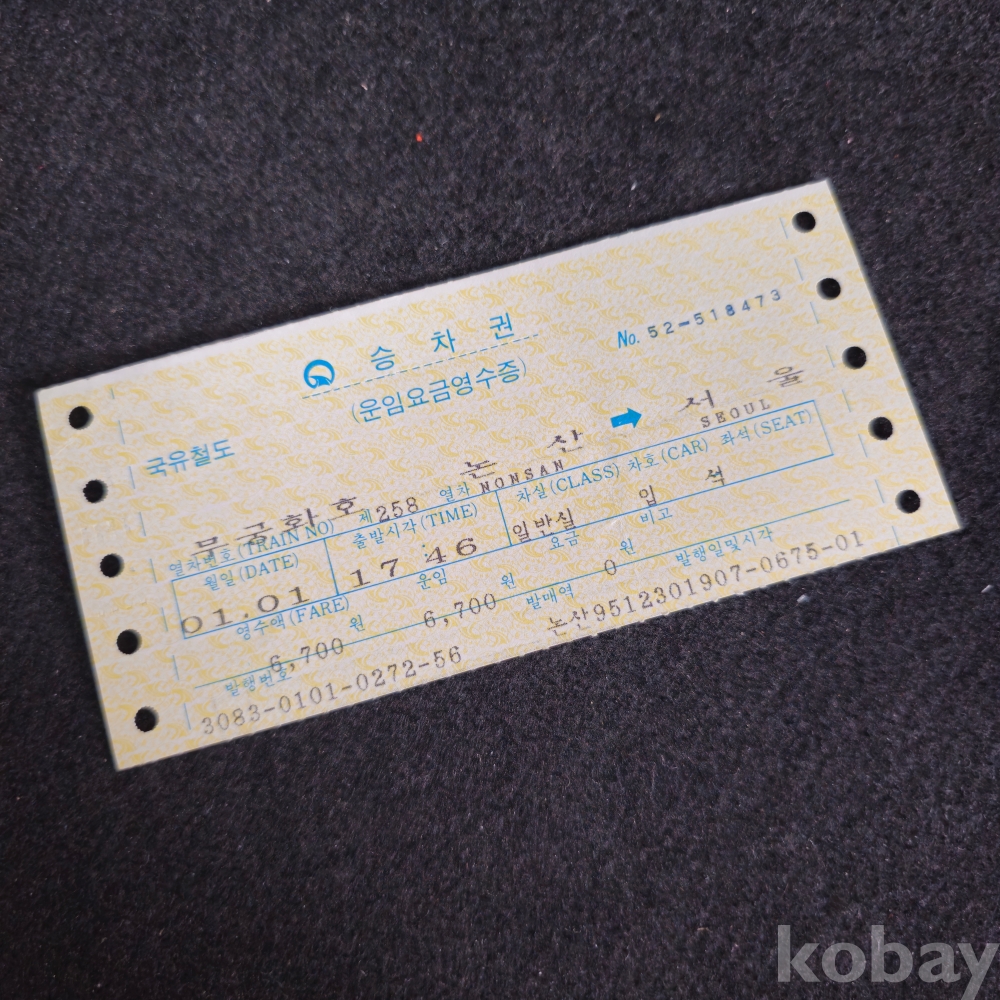 승 차 권
No. 52-518473
(운임요금영수증)
국유철도
논 산 ➡ 서 울
무궁화호 제258 열차 NONSAN SEOUL
열차번호(TRAIN NO)
월일(DATE) 출발시각(TIME) 차실(CLASS) 차호(CAR) 좌석(SEAT)
01.01 17:46 일반실 입 석
영수액(FARE) 운임 요금 비고
6,700 원 6,700 원 0 원
발행번호 발매역 발행일및시각
3083-0101-0272-56 논산9512301907-0675-01
kobay